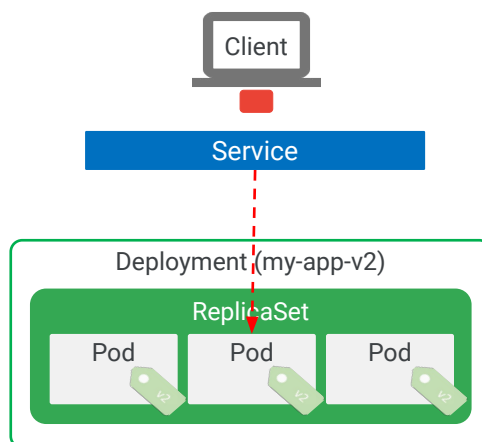 Client
Service
Deployment (my-app-v2)
ReplicaSet
Pod
Pod
Pod
v2
v2
v2